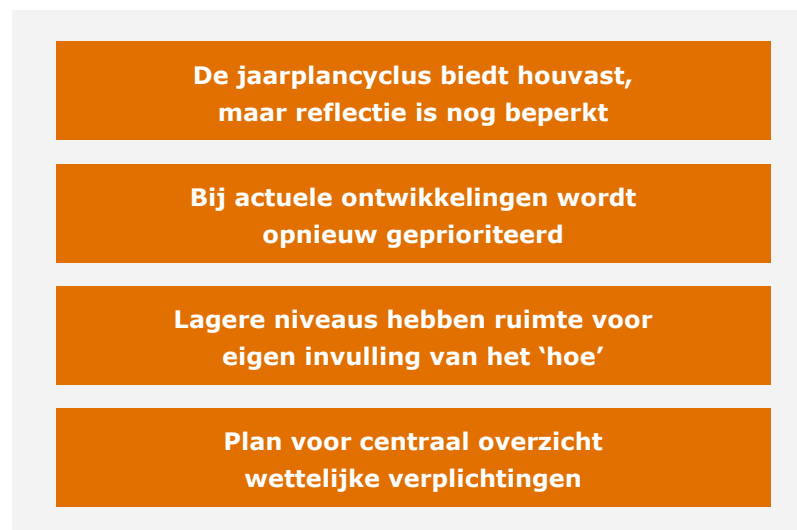 De jaarplancyclus biedt houvast,
maar reflectie is nog beperkt
Bij actuele ontwikkelingen wordt
opnieuw geprioriteerd
Lagere niveaus hebben ruimte voor
eigen invulling van het ‘hoe’
Plan voor centraal overzicht
wettelijke verplichtingen